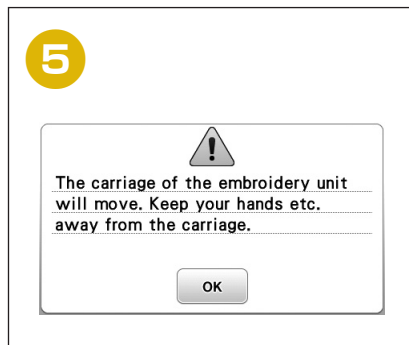 5
The carriage of the embroidery unit
will move. Keep your hands etc.
away from the carriage.
OK